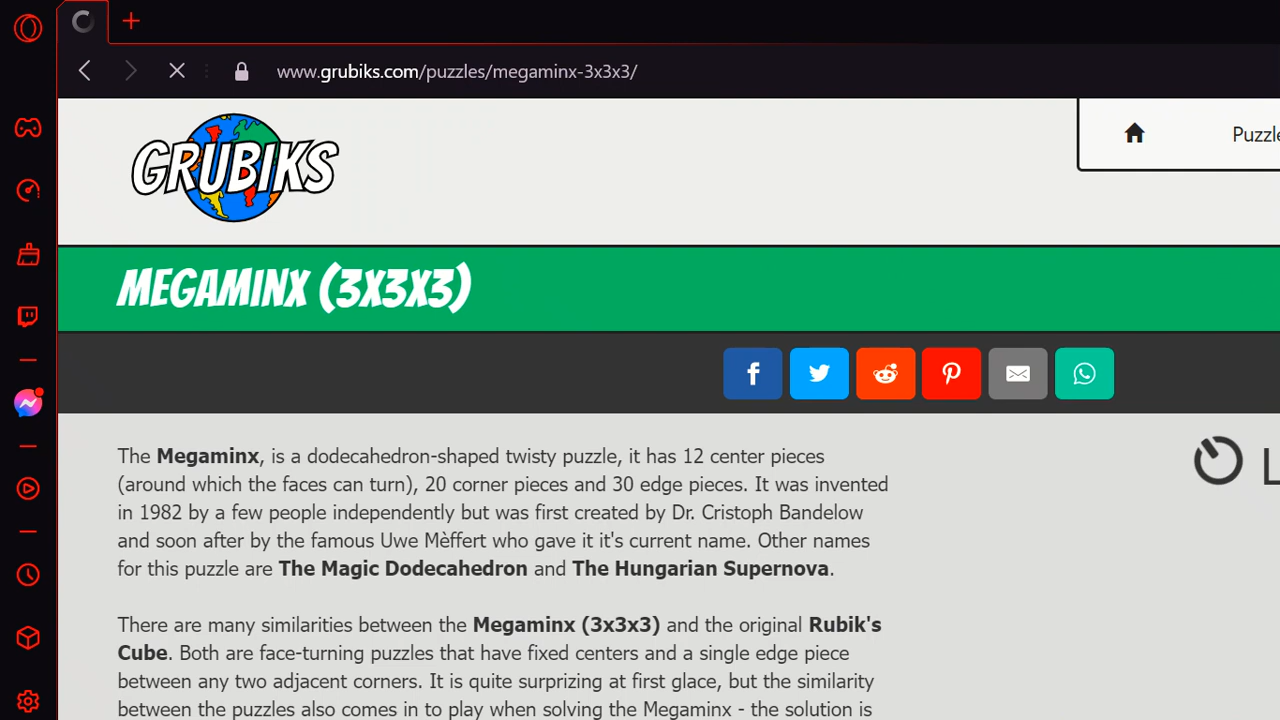 www.grubiks.com/puzzles/megaminx-3x3x3/
GRUBIKS
Puzzle
MEGAMINX (3X3X3)
The Megaminx, is a dodecahedron-shaped twisty puzzle, it has 12 center pieces
(around which the faces can turn), 20 corner pieces and 30 edge pieces. It was invented
in 1982 by a few people independently but was first created by Dr. Cristoph Bandelow
and soon after by the famous Uwe Mèffert who gave it it's current name. Other names
for this puzzle are The Magic Dodecahedron and The Hungarian Supernova.
There are many similarities between the Megaminx (3x3x3) and the original Rubik's
Cube. Both are face-turning puzzles that have fixed centers and a single edge piece
between any two adjacent corners. It is quite surprizing at first glace, but the similarity
between the puzzles also comes in to play when solving the Megaminx - the solution is